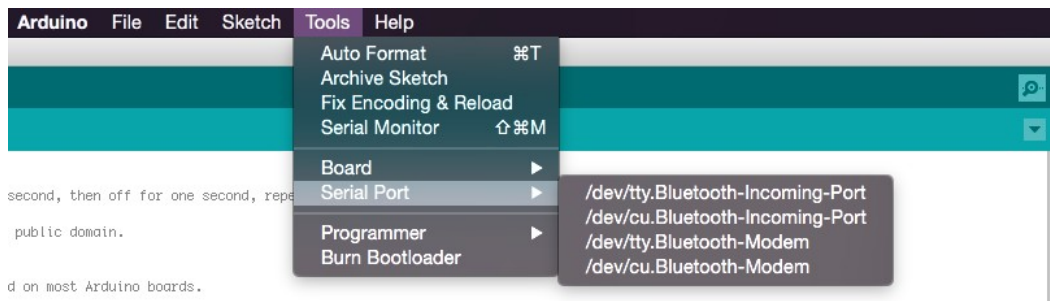 Arduino File Edit Sketch Tools Help
Auto Format ⌘T
Archive Sketch
Fix Encoding & Reload
Serial Monitor ⇧⌘M
Board ▶
Serial Port ▶
Programmer ▶
Burn Bootloader
/dev/tty.Bluetooth-Incoming-Port
/dev/cu.Bluetooth-Incoming-Port
/dev/tty.Bluetooth-Modem
/dev/cu.Bluetooth-Modem
second, then off for one second, repe
public domain.
d on most Arduino boards.